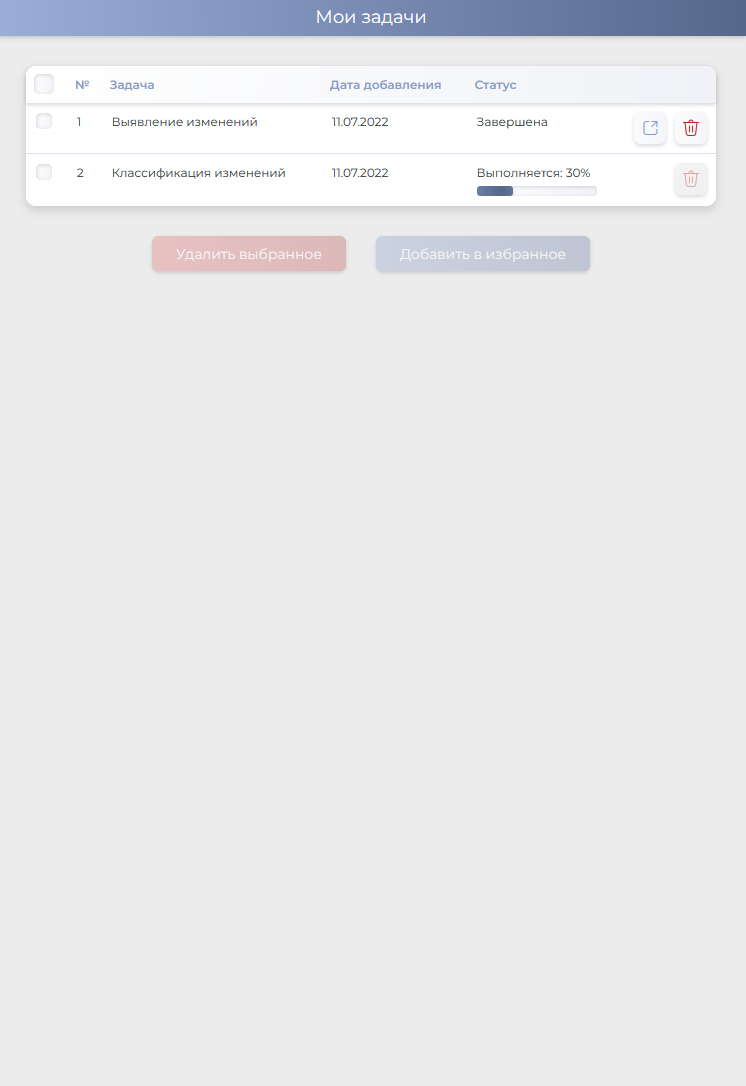 Мои задачи
№ Задача Дата добавления Статус
1 Выявление изменений 11.07.2022 Завершена
2 Классификация изменений 11.07.2022 Выполняется: 30%
Удалить выбранное Добавить в избранное